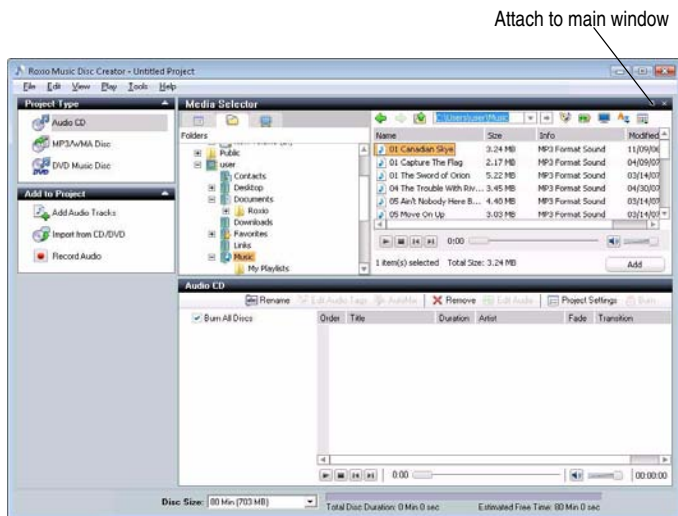 Attach to main window
Roxio Music Disc Creator - Untitled Project
File Edit View Play Tools Help
Project Type
Audio CD
MP3/WMA Disc
DVD Music Disc
Add to Project
Add Audio Tracks
Import from CD/DVD
Record Audio
Media Selector
C:\Users\user\Music
Folders
Public
user
Contacts
Desktop
Documents
Roxio
Downloads
Favorites
Links
Music
My Playlists
Name Size Info Modified
01 Canadian Skye 3.24 MB MP3 Format Sound 11/09/06
01 Capture The Flag 2.17 MB MP3 Format Sound 04/09/07
01 The Sword of Orion 5.22 MB MP3 Format Sound 03/14/07
04 The Trouble With Riv... 3.45 MB MP3 Format Sound 04/30/07
05 Ain't Nobody Here B... 4.40 MB MP3 Format Sound 03/14/07
05 Move On Up 3.03 MB MP3 Format Sound 03/14/07
0:00
1 item(s) selected Total Size: 3.24 MB
Add
Audio CD
Rename Edit Audio Tags AutoMix Remove Edit Audio Project Settings Burn
Burn All Discs
Order Title Duration Artist Fade Transition
0:00
00:00:00
Disc Size: 80 Min (703 MB)
Total Disc Duration: 0 Min 0 sec Estimated Free Time: 80 Min 0 sec